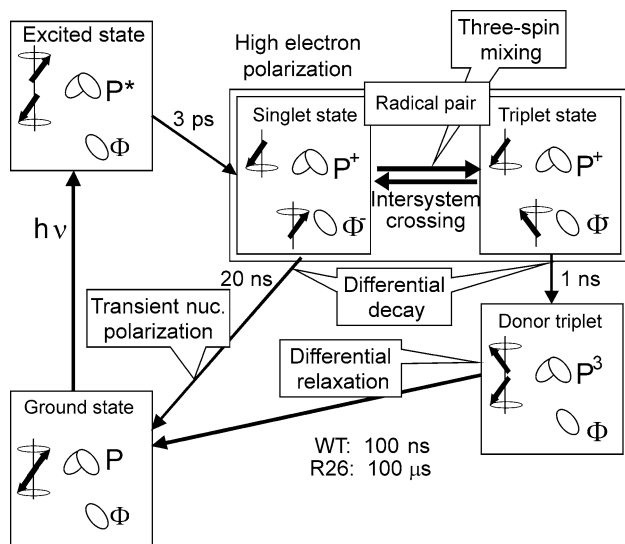 Excited state
P*
Φ
3 ps
hν
High electron
polarization
Three-spin
mixing
Radical pair
Singlet state
P+
Φ-
Intersystem
crossing
Triplet state
P+
Φ-
20 ns
Differential
decay
1 ns
Transient nuc.
polarization
Differential
relaxation
Donor triplet
P3
Φ
Ground state
P
Φ
WT: 100 ns
R26: 100 μs